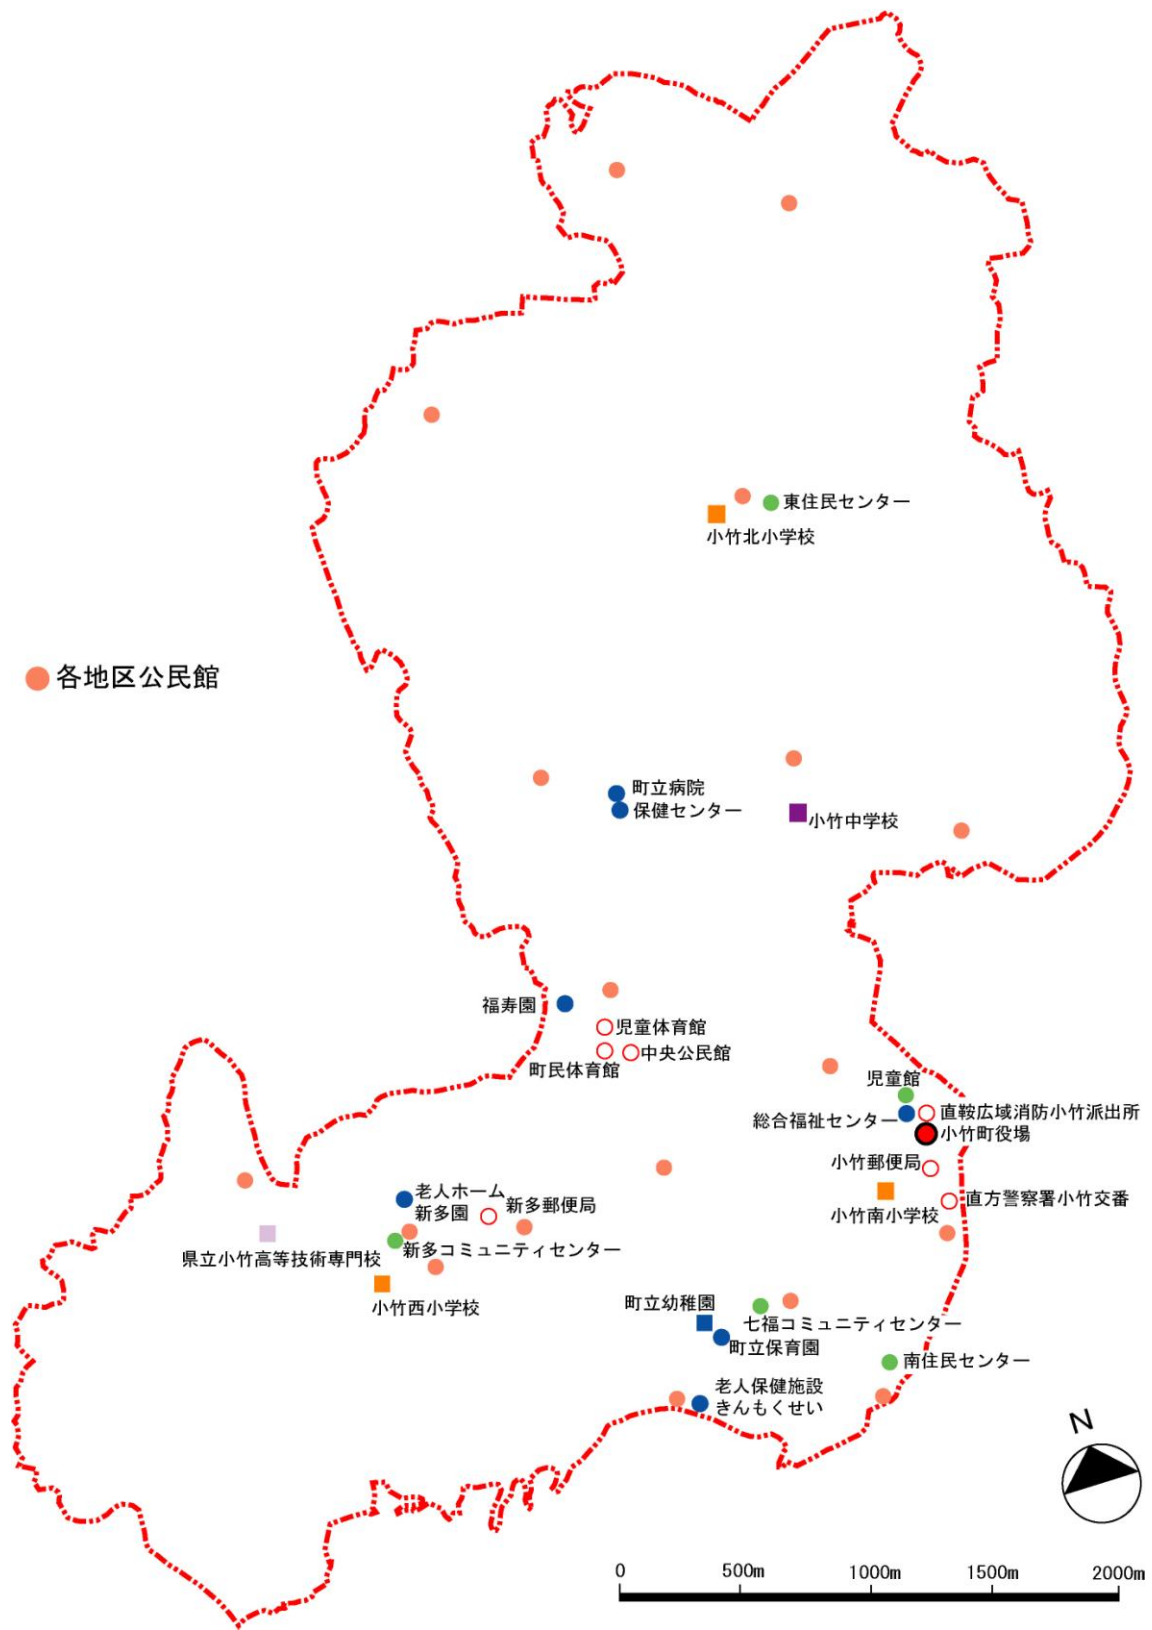 東住民センター
小竹北小学校
各地区公民館
町立病院
保健センター
小竹中学校
福寿園
児童体育館
中央公民館
町民体育館
児童館
直鞍広域消防小竹派出所
総合福祉センター
小竹町役場
小竹郵便局
直方警察署小竹交番
小竹南小学校
老人ホーム
新多園
新多郵便局
新多コミュニティセンター
県立小竹高等技術専門校
小竹西小学校
町立幼稚園
七福コミュニティセンター
町立保育園
南住民センター
老人保健施設
きんもくせい
N
0 500m 1000m 1500m 2000m